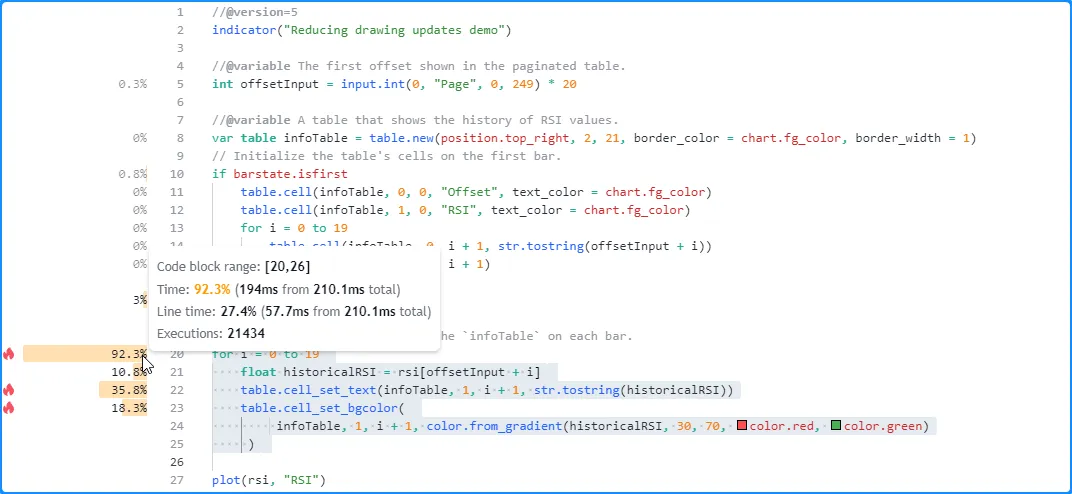 1 //@version=5
2 indicator("Reducing drawing updates demo")
3
4 //@variable The first offset shown in the paginated table.
0.3% 5 int offsetInput = input.int(0, "Page", 0, 249) * 20
6
7 //@variable A table that shows the history of RSI values.
0% 8 var table infoTable = table.new(position.top_right, 2, 21, border_color = chart.fg_color, border_width = 1)
9 // Initialize the table's cells on the first bar.
0.8% 10 if barstate.isfirst
0% 11 table.cell(infoTable, 0, 0, "Offset", text_color = chart.fg_color)
0% 12 table.cell(infoTable, 1, 0, "RSI", text_color = chart.fg_color)
0% 13 for i = 0 to 19
0% 14 table.cell(infoTable, 0, i + 1, str.tostring(offsetInput + i))
0% i + 1)
Code block range: [20,26]
Time: 92.3% (194ms from 210.1ms total)
3%
Line time: 27.4% (57.7ms from 210.1ms total)
Executions: 21434
he `infoTable` on each bar.
92.3% 20 for i = 0 to 19
10.8% 21 float historicalRSI = rsi[offsetInput + i]
35.8% 22 table.cell_set_text(infoTable, 1, i + 1, str.tostring(historicalRSI))
18.3% 23 table.cell_set_bgcolor(
24 infoTable, 1, i + 1, color.from_gradient(historicalRSI, 30, 70, color.red, color.green)
25 )
26
27 plot(rsi, "RSI")